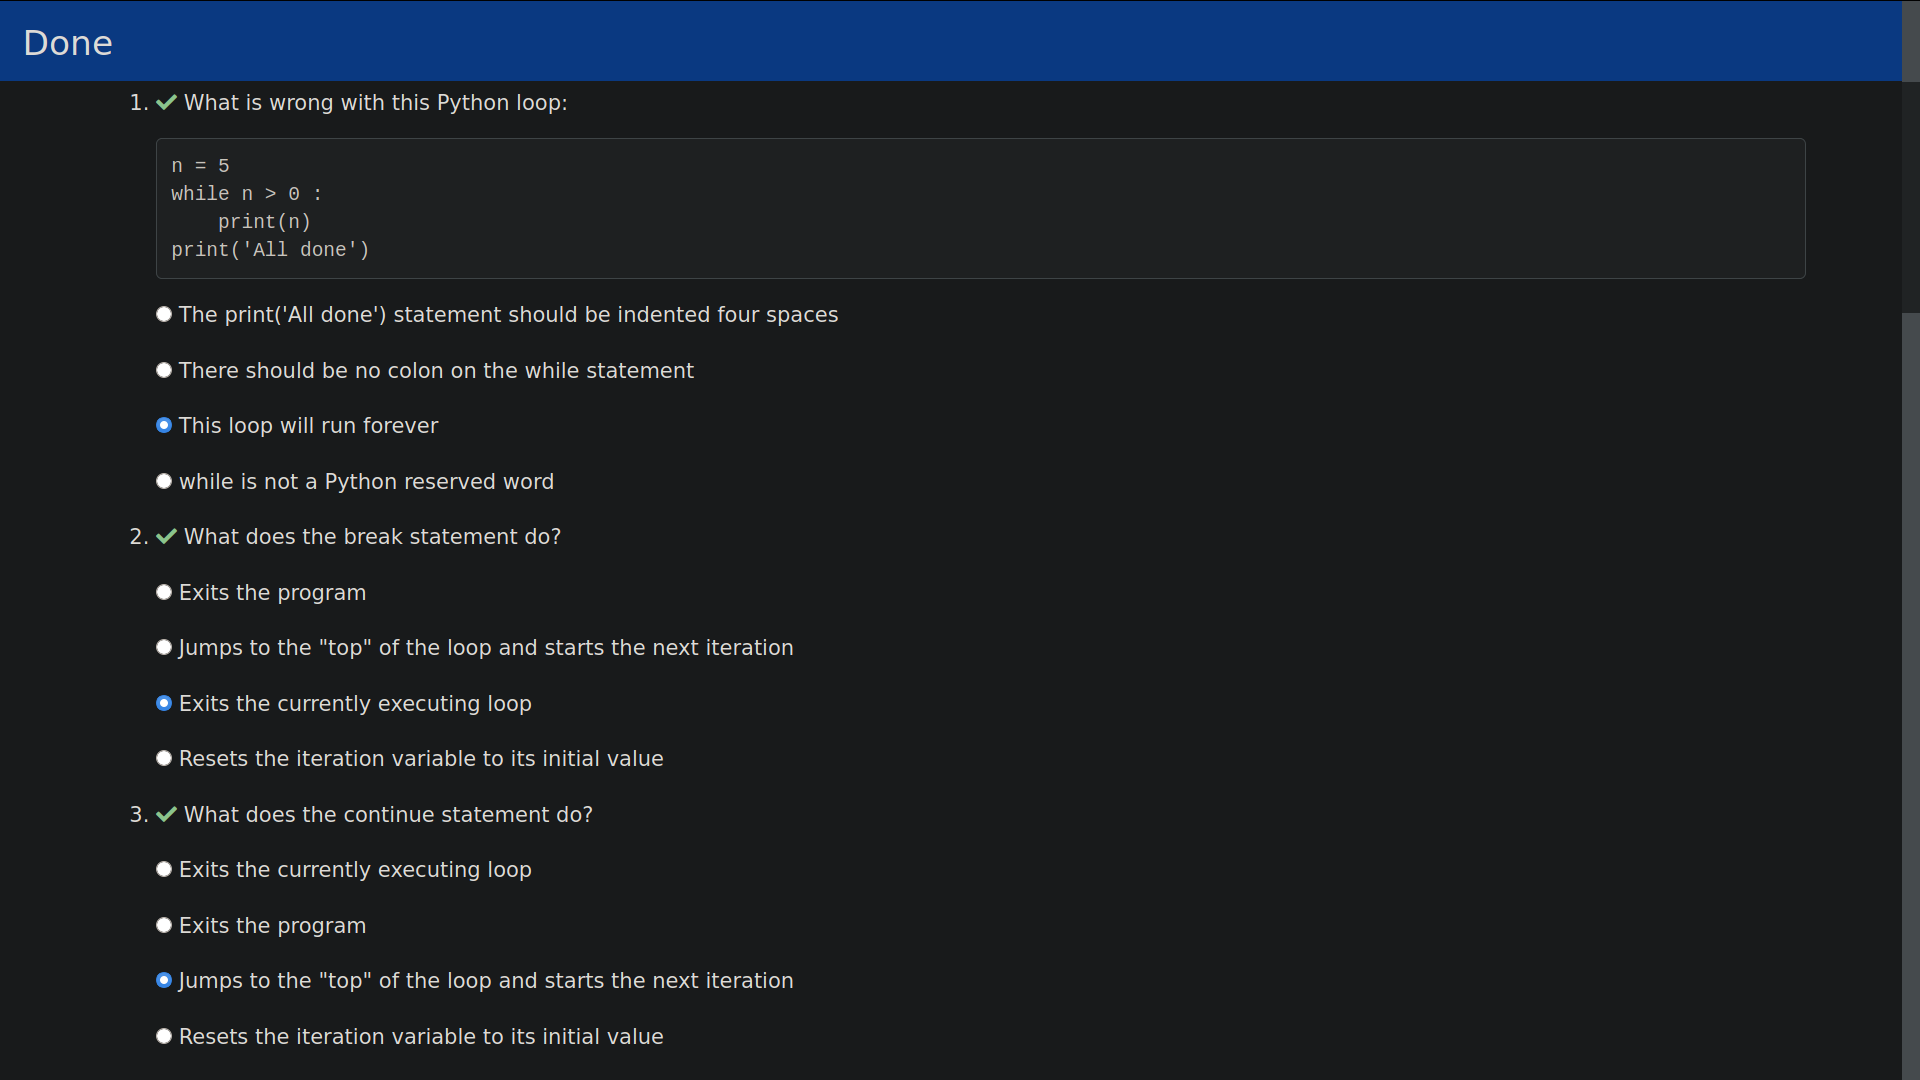 Done
1. What is wrong with this Python loop:
n = 5
while n > 0 :
    print(n)
print('All done')
The print('All done') statement should be indented four spaces
There should be no colon on the while statement
This loop will run forever
while is not a Python reserved word
2. What does the break statement do?
Exits the program
Jumps to the "top" of the loop and starts the next iteration
Exits the currently executing loop
Resets the iteration variable to its initial value
3. What does the continue statement do?
Exits the currently executing loop
Exits the program
Jumps to the "top" of the loop and starts the next iteration
Resets the iteration variable to its initial value